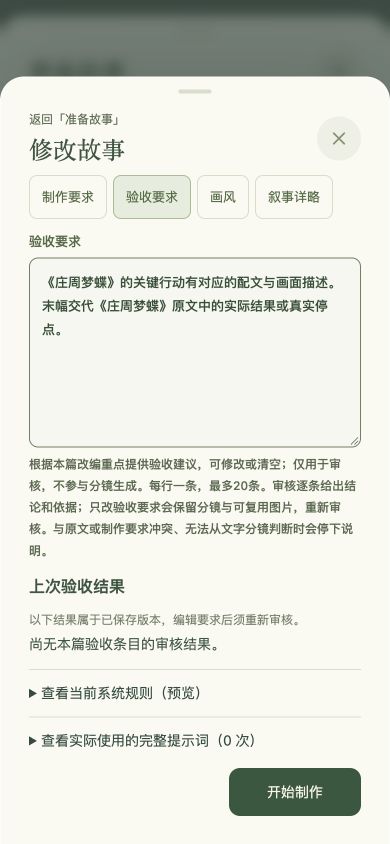 返回「准备故事」
修改故事
制作要求
验收要求
画风
叙事详略
验收要求
《庄周梦蝶》的关键行动有对应的配文与画面描述。
末幅交代《庄周梦蝶》原文中的实际结果或真实停
点。
根据本篇改编重点提供验收建议，可修改或清空；仅用于审
核，不参与分镜生成。每行一条，最多20条。审核逐条给出结
论和依据；只改验收要求会保留分镜与可复用图片，重新审
核。与原文或制作要求冲突、无法从文字分镜判断时会停下说
明。
上次验收结果
以下结果属于已保存版本，编辑要求后须重新审核。
尚无本篇验收条目的审核结果。
▶ 查看当前系统规则（预览）
▶ 查看实际使用的完整提示词（0 次）
开始制作